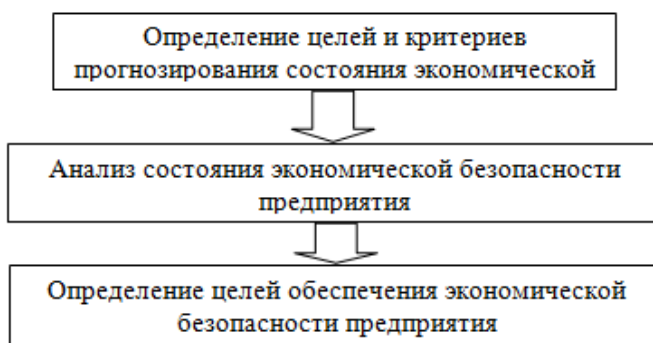 Определение целей и критериев
прогнозирования состояния экономической
Анализ состояния экономической безопасности
предприятия
Определение целей обеспечения экономической
безопасности предприятия